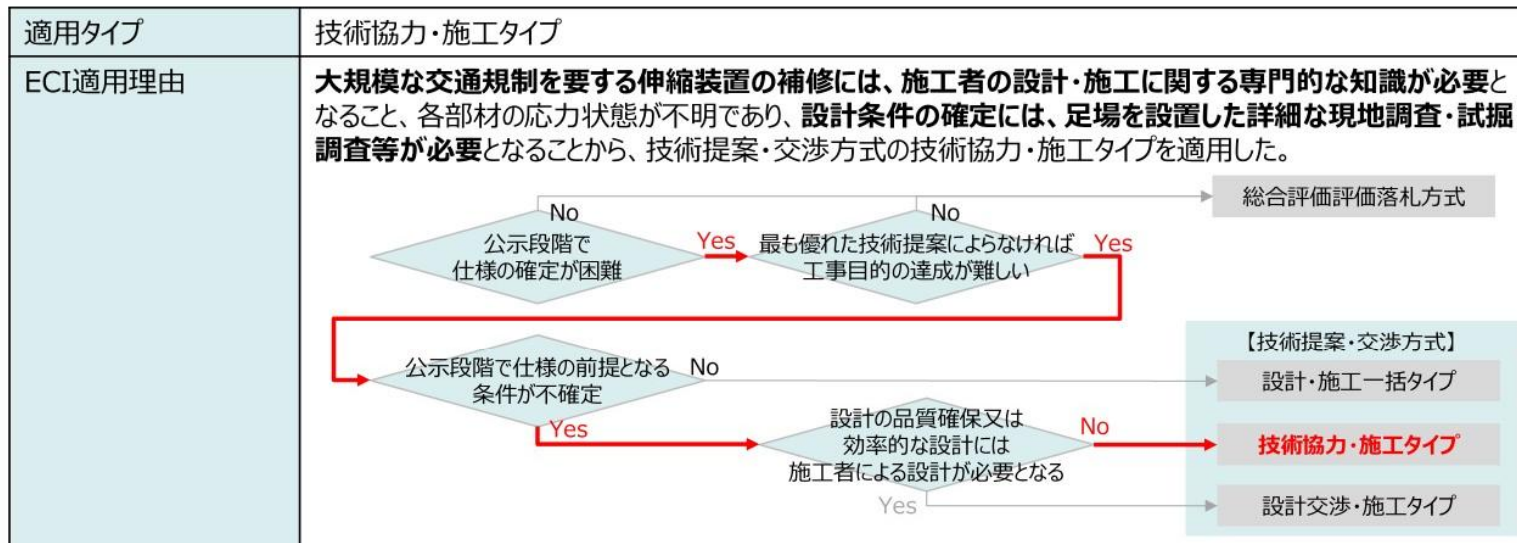 適用タイプ
技術協力・施工タイプ
ECI適用理由
大規模な交通規制を要する伸縮装置の補修には、施工者の設計・施工に関する専門的な知識が必要と
なること、各部材の応力状態が不明であり、設計条件の確定には、足場を設置した詳細な現地調査・試掘
調査等が必要となることから、技術提案・交渉方式の技術協力・施工タイプを適用した。
総合評価評価落札方式
No
No
公示段階で
仕様の確定が困難
Yes
最も優れた技術提案によらなければ
工事目的の達成が難しい
Yes
【技術提案・交渉方式】
公示段階で仕様の前提となる
条件が不確定
No
設計・施工一括タイプ
Yes
設計の品質確保又は
効率的な設計には
施工者による設計が必要となる
No
技術協力・施工タイプ
Yes
設計交渉・施工タイプ